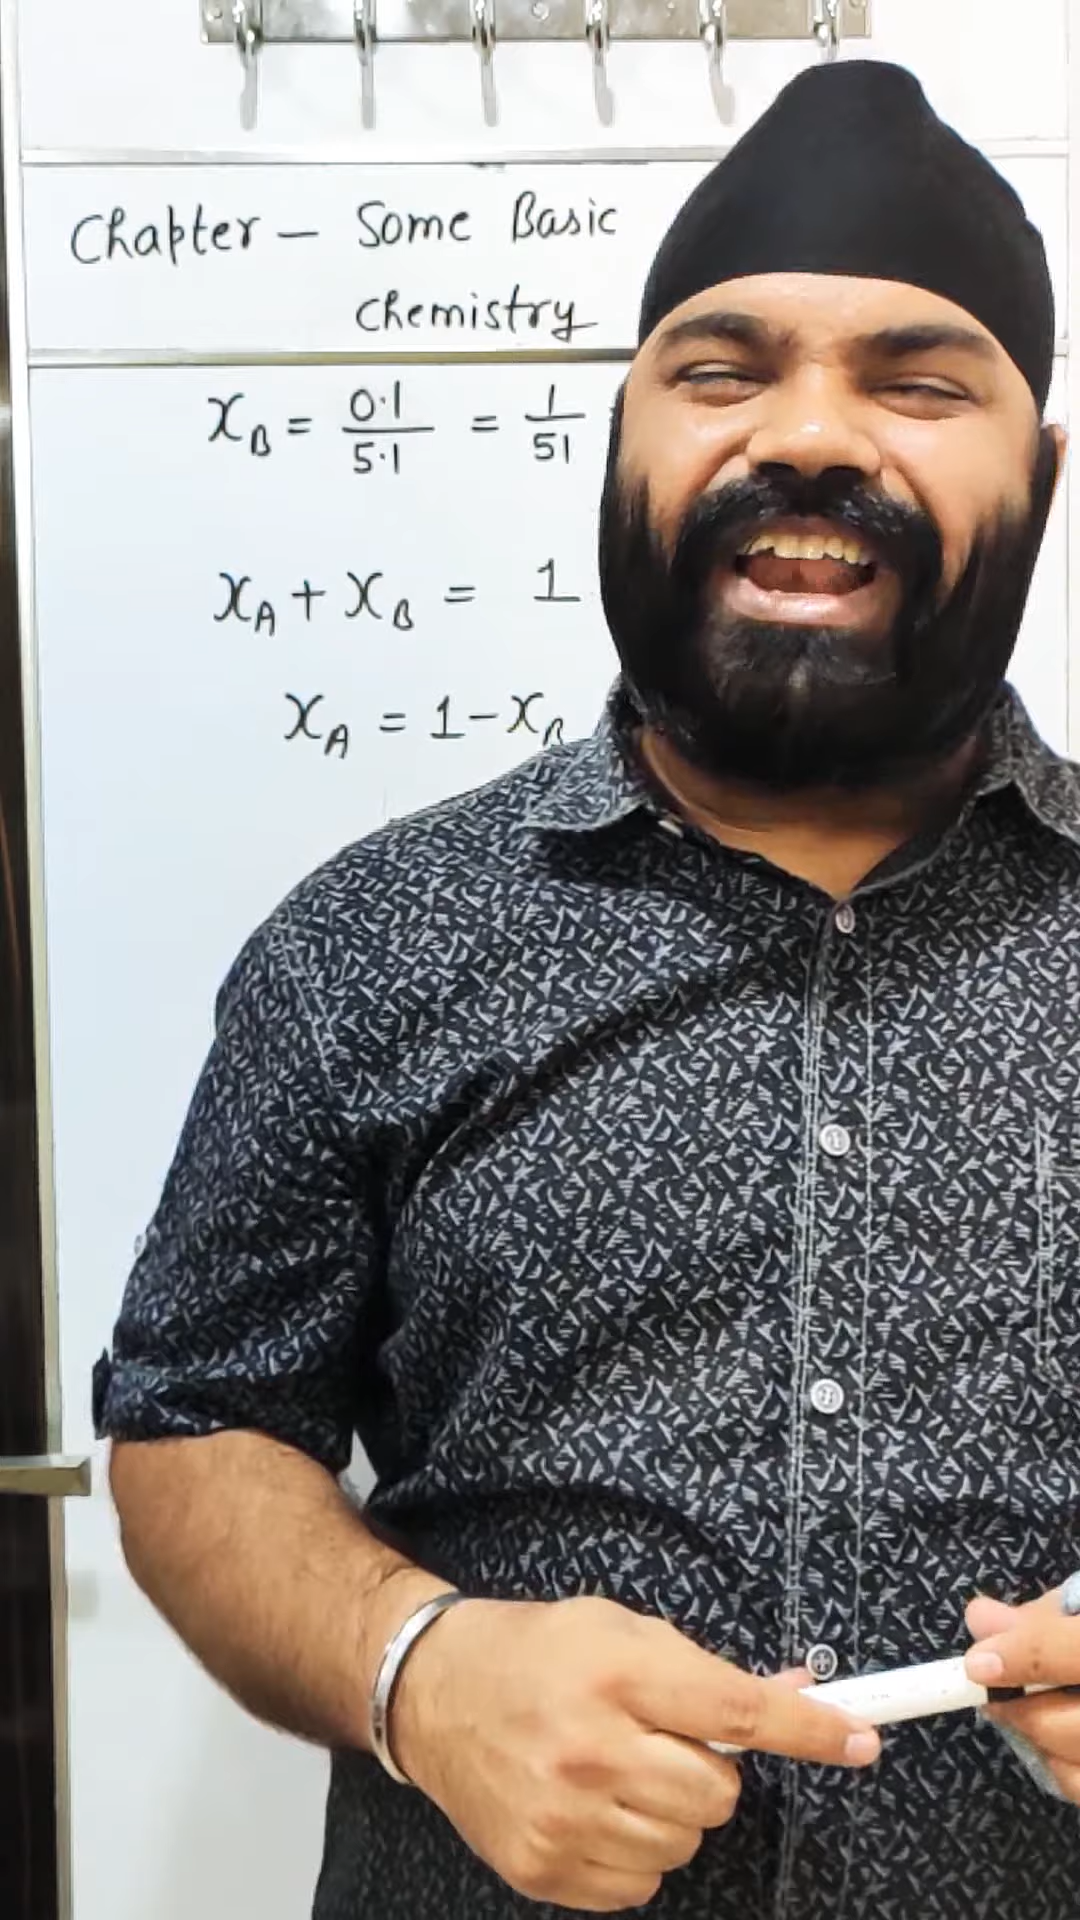 Chapter – Some Basic
chemistry
x_B = 0.1/5.1 = 1/51
x_A + x_B = 1
x_A = 1 - x_B